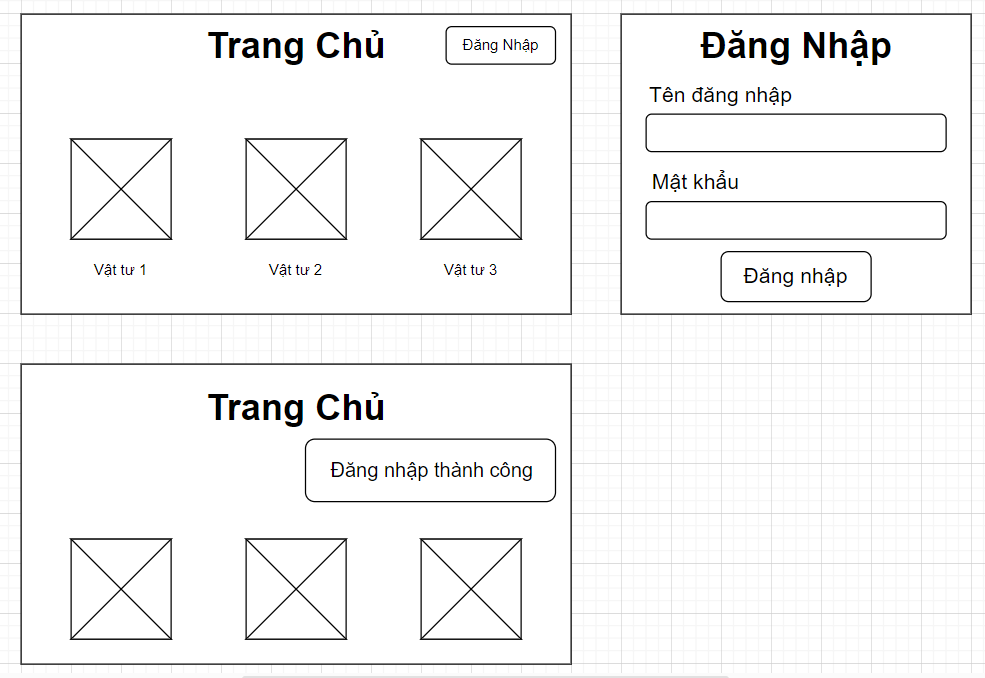 Trang Chủ
Đăng Nhập
Vật tư 1
Vật tư 2
Vật tư 3
Đăng Nhập
Tên đăng nhập
Mật khẩu
Đăng nhập
Trang Chủ
Đăng nhập thành công